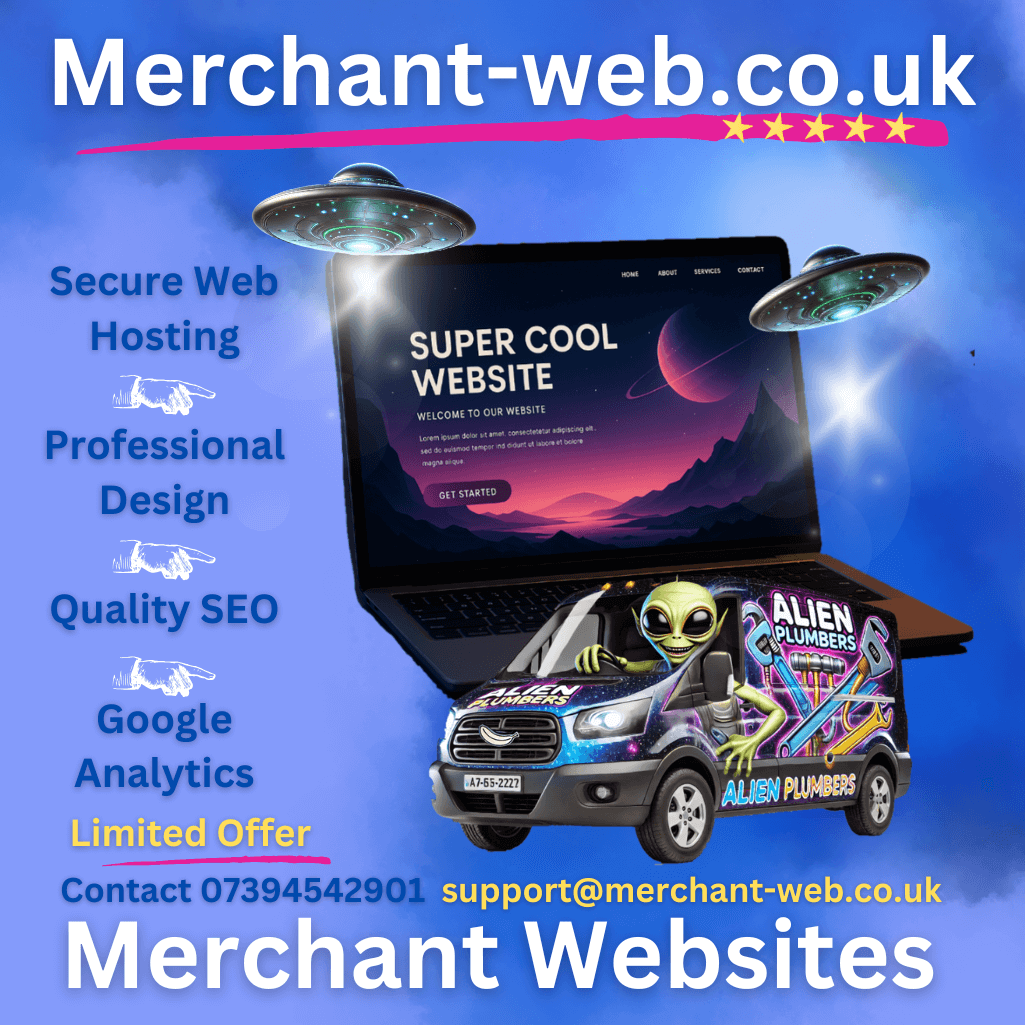 Merchant-web.co.uk
HOME ABOUT SERVICES CONTACT
SUPER COOL
WEBSITE
WELCOME TO OUR WEBSITE
Lorem ipsum dolor sit amet, consectetatur adipiscing elit..
sed do euismod tempor ind didunt ut labore et bolore
magna alique.
GET STARTED
Secure Web
Hosting
Professional
Design
Quality SEO
Google
Analytics
Limited Offer
ALIEN
PLUMBERS
ALIEN
PLUMBERS
A7-65-2227
ALIEN PLUMBERS
Contact 07394542901 support@merchant-web.co.uk
Merchant Websites